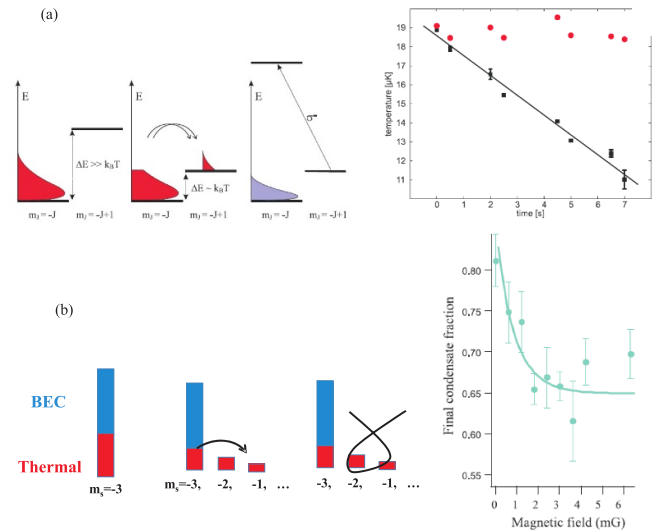 (a)
E
E
E
ΔE >> k_BT
ΔE ~ k_BT
σ⁻
m_J = -J
m_J = -J+1
m_J = -J
m_J = -J+1
m_J = -J
m_J = -J+1
temperature [μK]
19
18
17
16
15
14
13
12
11
0
1
2
3
4
5
6
7
time [s]
(b)
BEC
Thermal
m_s=-3
m_s=-3,
-2,
-1,
...
-3,
-2,
-1,
...
Final condensate fraction
0.80
0.75
0.70
0.65
0.60
0.55
0
1
2
3
4
5
6
Magnetic field (mG)